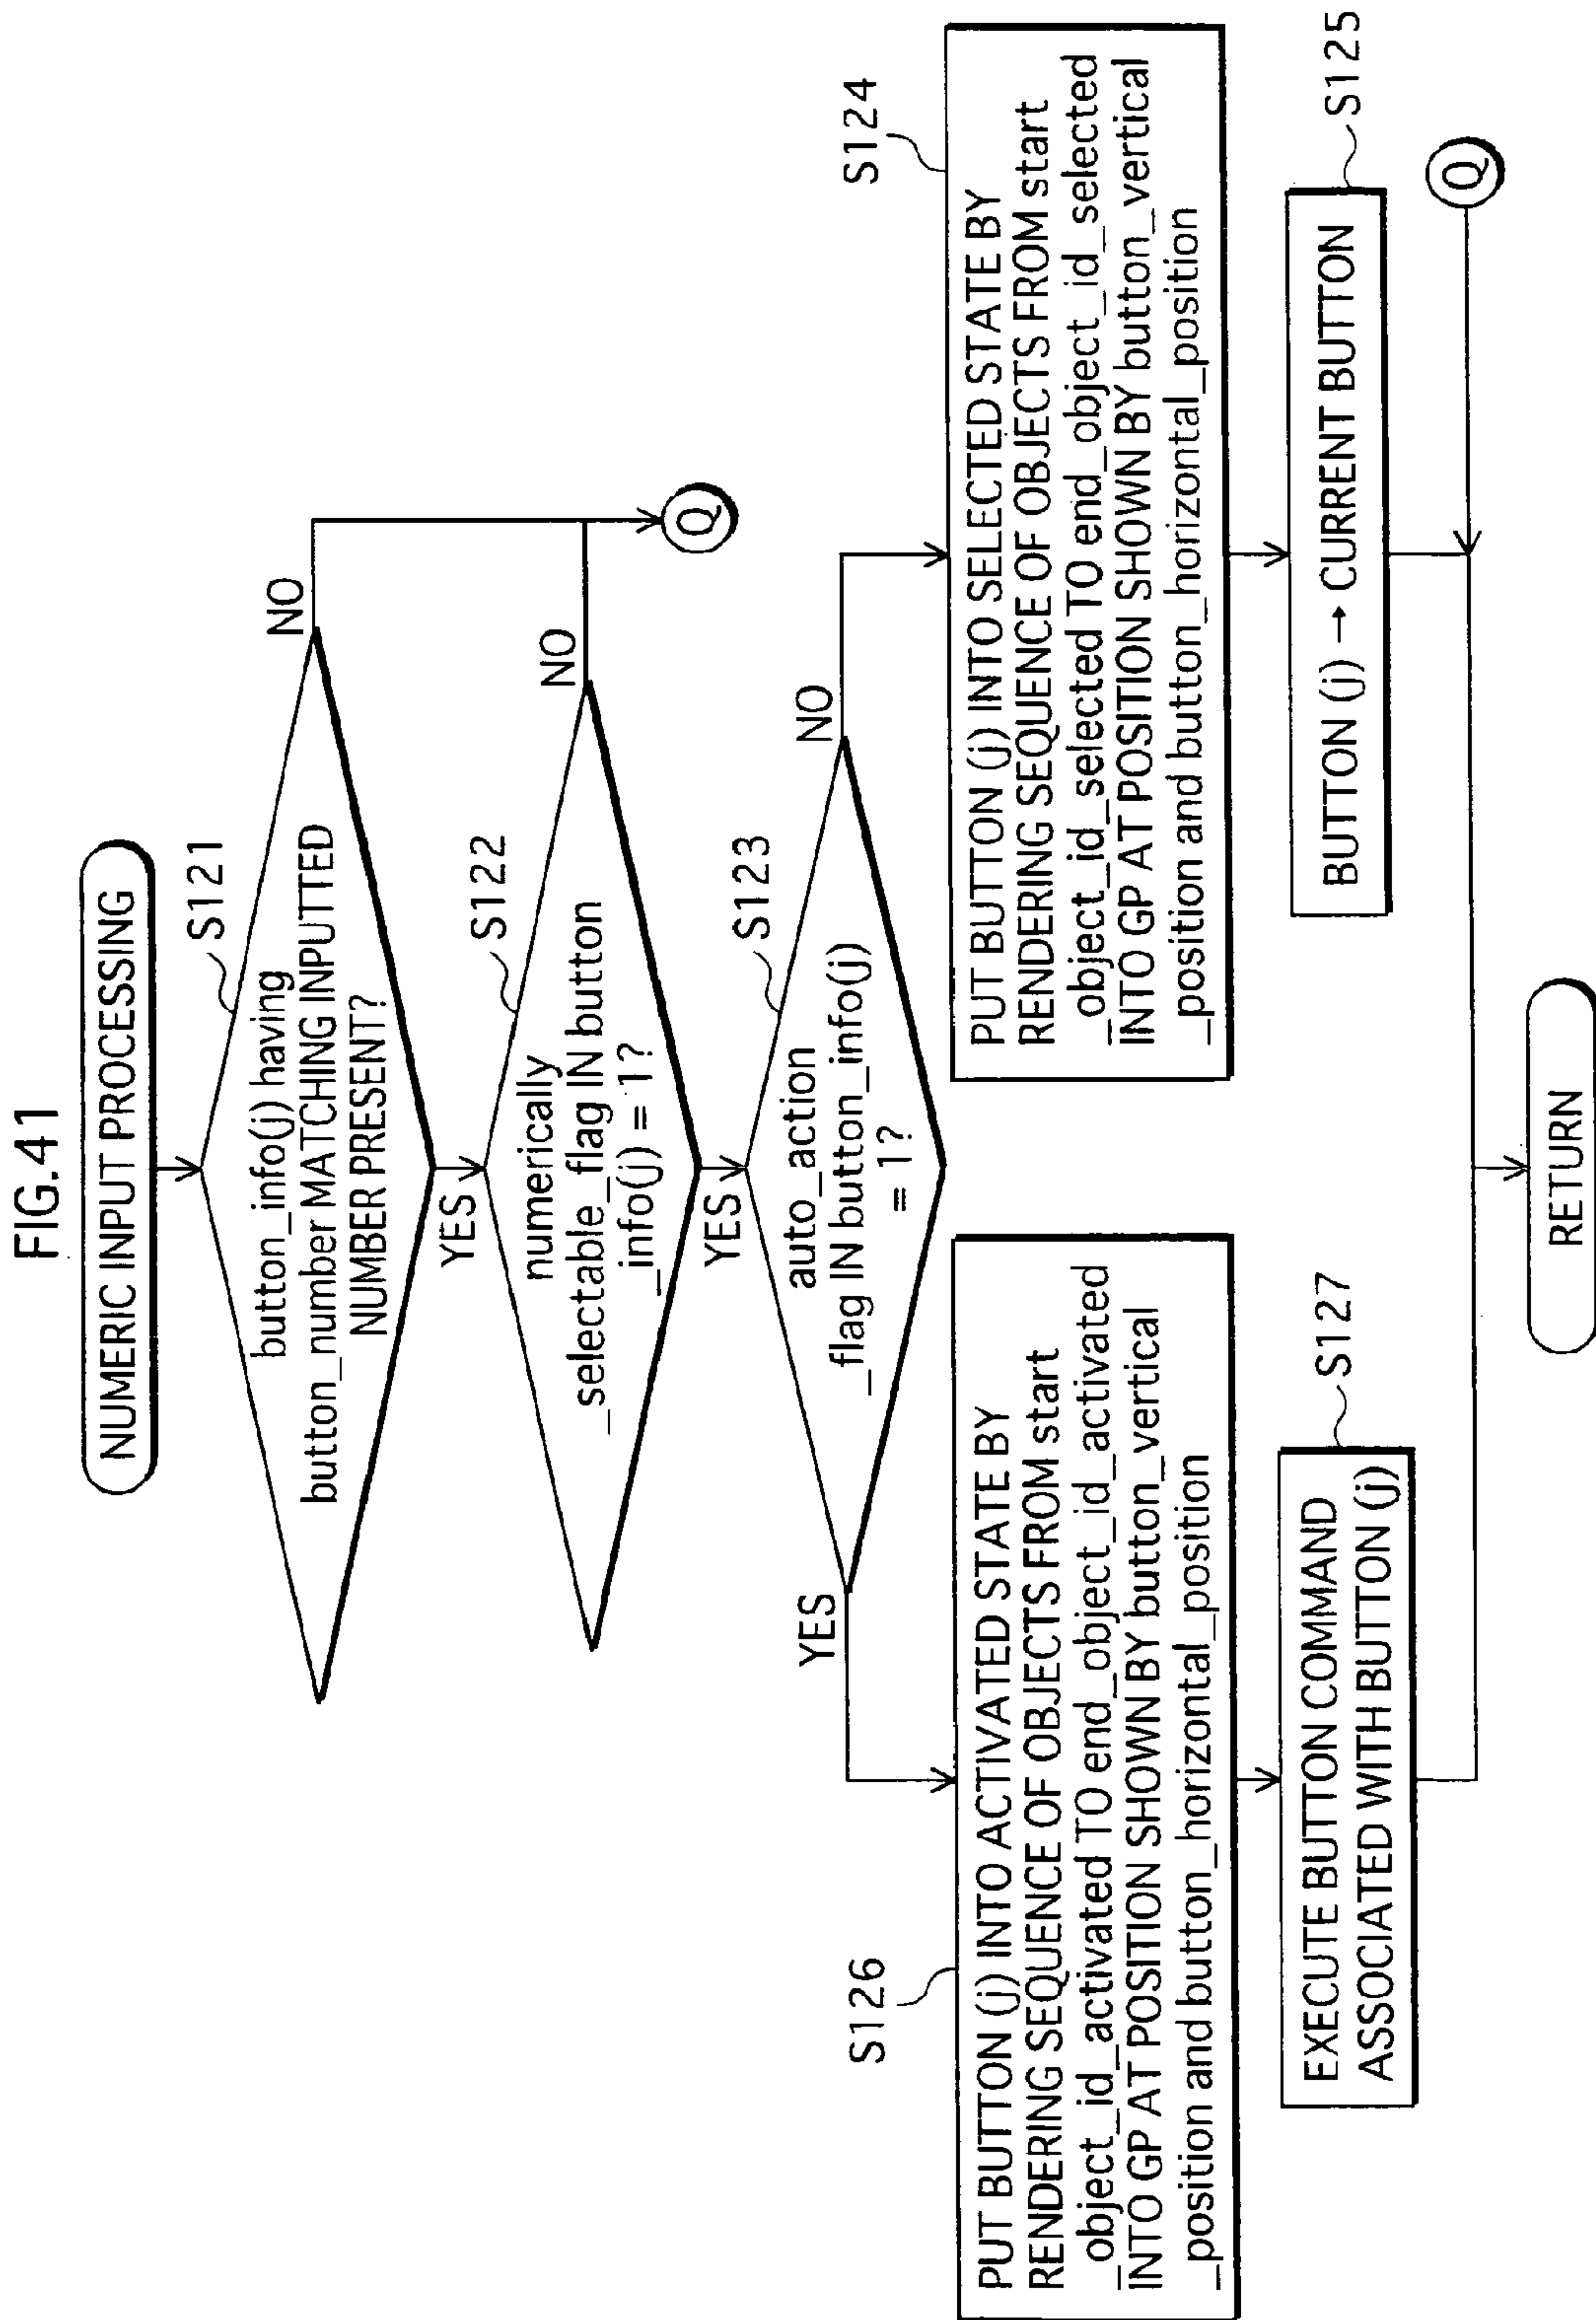 FIG.41
NUMERIC INPUT PROCESSING
S121
button_info(j) having
button_number MATCHING INPUTTED
NUMBER PRESENT?
NO
YES
S122
numerically
_selectable_flag IN button
_info(j) = 1?
NO
Q
YES
S123
auto_action
_flag IN button_info(j)
= 1?
YES
NO
S126
PUT BUTTON (j) INTO ACTIVATED STATE BY
RENDERING SEQUENCE OF OBJECTS FROM start
_object_id_activated TO end_object_id_activated
INTO GP AT POSITION SHOWN BY button_vertical
_position and button_horizontal_position
S124
PUT BUTTON (j) INTO SELECTED STATE BY
RENDERING SEQUENCE OF OBJECTS FROM start
_object_id_selected TO end_object_id_selected
INTO GP AT POSITION SHOWN BY button_vertical
_position and button_horizontal_position
S127
EXECUTE BUTTON COMMAND
ASSOCIATED WITH BUTTON (j)
S125
BUTTON (j) → CURRENT BUTTON
Q
RETURN